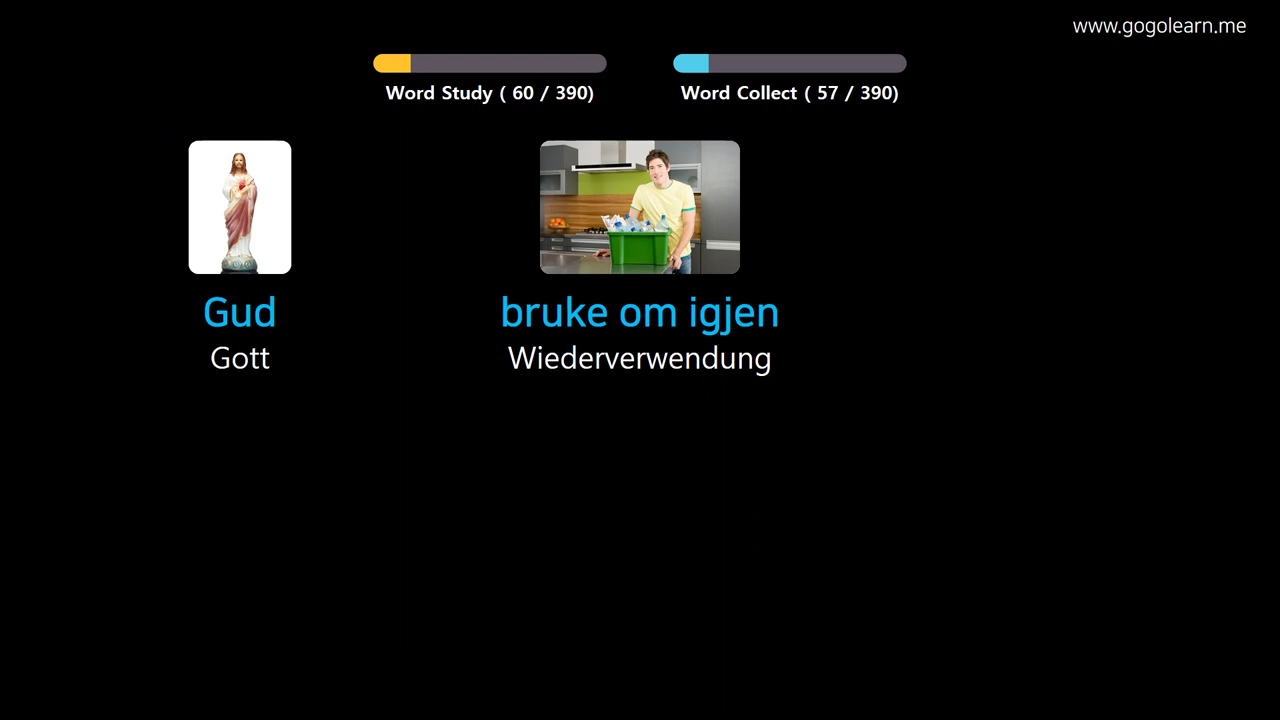 www.gogolearn.me
Word Study ( 60 / 390)
Word Collect ( 57 / 390)
Gud
Gott
bruke om igjen
Wiederverwendung